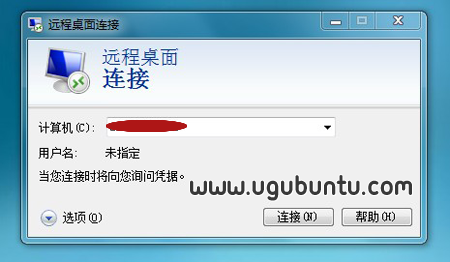 远程桌面连接
远程桌面
连接
计算机(C):
用户名: 未指定
当您连接时将向您询问凭据。
www.ugubuntu.com
选项(O) 连接(N) 帮助(H)